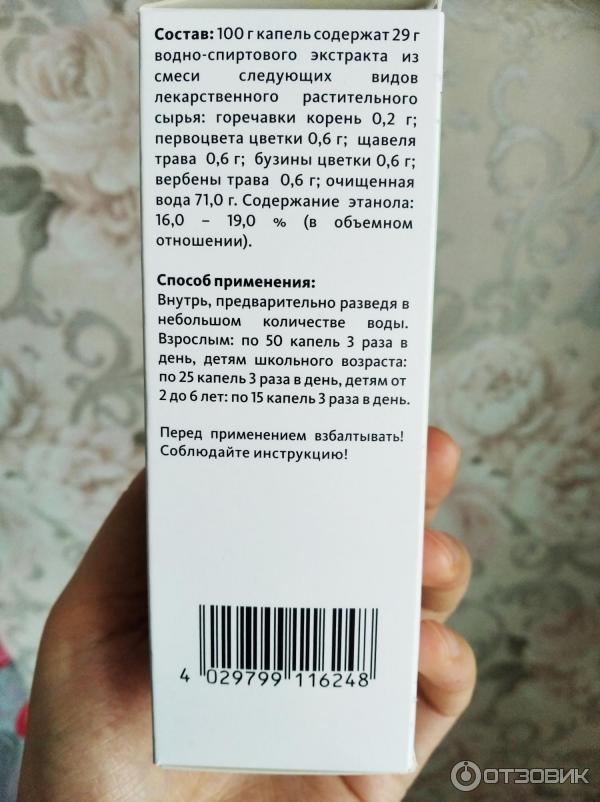 Состав: 100 г капель содержат 29 г
водно-спиртового экстракта из
смеси следующих видов
лекарственного растительного
сырья: горечавки корень 0,2 г;
первоцвета цветки 0,6 г; щавеля
трава 0,6 г; бузины цветки 0,6 г;
вербены трава 0,6 г; очищенная
вода 71,0 г. Содержание этанола:
16,0 – 19,0 % (в объемном
отношении).
Способ применения:
Внутрь, предварительно разведя в
небольшом количестве воды.
Взрослым: по 50 капель 3 раза в
день, детям школьного возраста:
по 25 капель 3 раза в день, детям от
2 до 6 лет: по 15 капель 3 раза в день.
Перед применением взбалтывать!
Соблюдайте инструкцию!
4 029799 116248
ОТЗОВИК